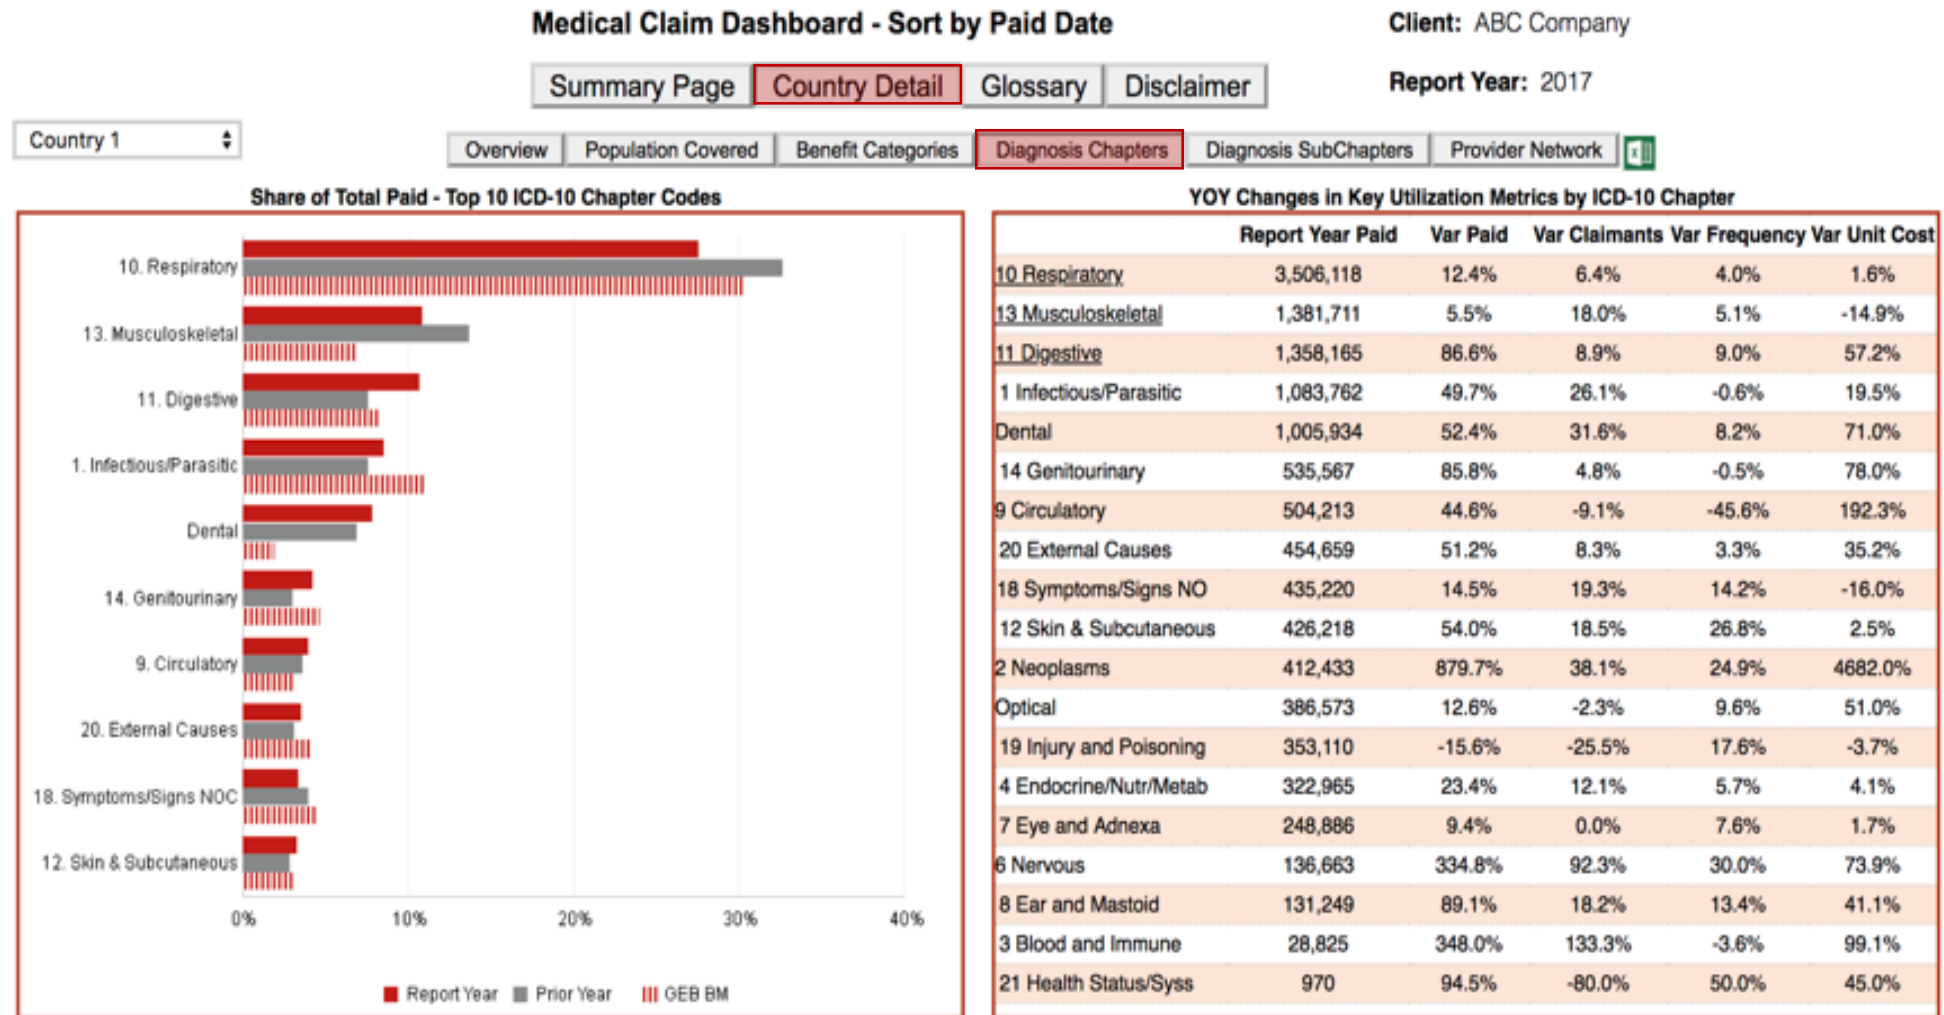 Medical Claim Dashboard - Sort by Paid Date
Client: ABC Company
Summary Page Country Detail Glossary Disclaimer
Report Year: 2017
Country 1
Overview Population Covered Benefit Categories Diagnosis Chapters Diagnosis SubChapters Provider Network
Share of Total Paid - Top 10 ICD-10 Chapter Codes
10. Respiratory
13. Musculoskeletal
11. Digestive
1. Infectious/Parasitic
Dental
14. Genitourinary
9. Circulatory
20. External Causes
18. Symptoms/Signs NOC
12. Skin & Subcutaneous
0% 10% 20% 30% 40%
Report Year Prior Year GEB BM
YOY Changes in Key Utilization Metrics by ICD-10 Chapter
Report Year Paid Var Paid Var Claimants Var Frequency Var Unit Cost
10 Respiratory 3,506,118 12.4% 6.4% 4.0% 1.6%
13 Musculoskeletal 1,381,711 5.5% 18.0% 5.1% -14.9%
11 Digestive 1,358,165 86.6% 8.9% 9.0% 57.2%
1 Infectious/Parasitic 1,083,762 49.7% 26.1% -0.6% 19.5%
Dental 1,005,934 52.4% 31.6% 8.2% 71.0%
14 Genitourinary 535,567 85.8% 4.8% -0.5% 78.0%
9 Circulatory 504,213 44.6% -9.1% -45.6% 192.3%
20 External Causes 454,659 51.2% 8.3% 3.3% 35.2%
18 Symptoms/Signs NO 435,220 14.5% 19.3% 14.2% -16.0%
12 Skin & Subcutaneous 426,218 54.0% 18.5% 26.8% 2.5%
2 Neoplasms 412,433 879.7% 38.1% 24.9% 4682.0%
Optical 386,573 12.6% -2.3% 9.6% 51.0%
19 Injury and Poisoning 353,110 -15.6% -25.5% 17.6% -3.7%
4 Endocrine/Nutr/Metab 322,965 23.4% 12.1% 5.7% 4.1%
7 Eye and Adnexa 248,886 9.4% 0.0% 7.6% 1.7%
6 Nervous 136,663 334.8% 92.3% 30.0% 73.9%
8 Ear and Mastoid 131,249 89.1% 18.2% 13.4% 41.1%
3 Blood and Immune 28,825 348.0% 133.3% -3.6% 99.1%
21 Health Status/Syss 970 94.5% -80.0% 50.0% 45.0%